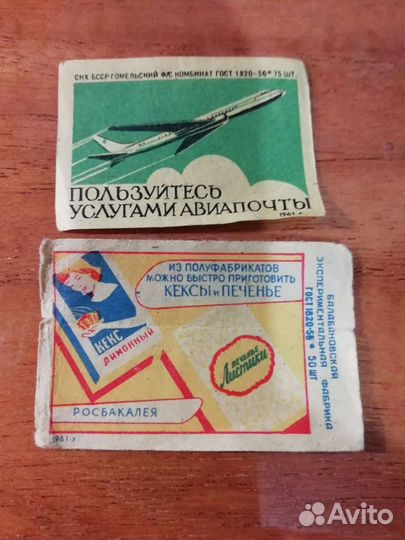 СНХ БССР ГОМЕЛЬСКИЙ Ф/С КОМБИНАТ ГОСТ 1820-56 * 75 ШТ.
ПОЛЬЗУЙТЕСЬ
УСЛУГАМИ АВИАПОЧТЫ
1961 г.
ИЗ ПОЛУФАБРИКАТОВ
МОЖНО БЫСТРО ПРИГОТОВИТЬ
КЕКСЫ и ПЕЧЕНЬЕ
КЕКС
ЛИМОННЫЙ
ПЕЧЕНЬЕ
Листики
РОСБАКАЛЕЯ
1961 г
БАЛАБАНОВСКАЯ
ЭКСПЕРИМЕНТАЛЬНАЯ ФАБРИКА
ГОСТ 1820-56 * 50 ШТ
Avito